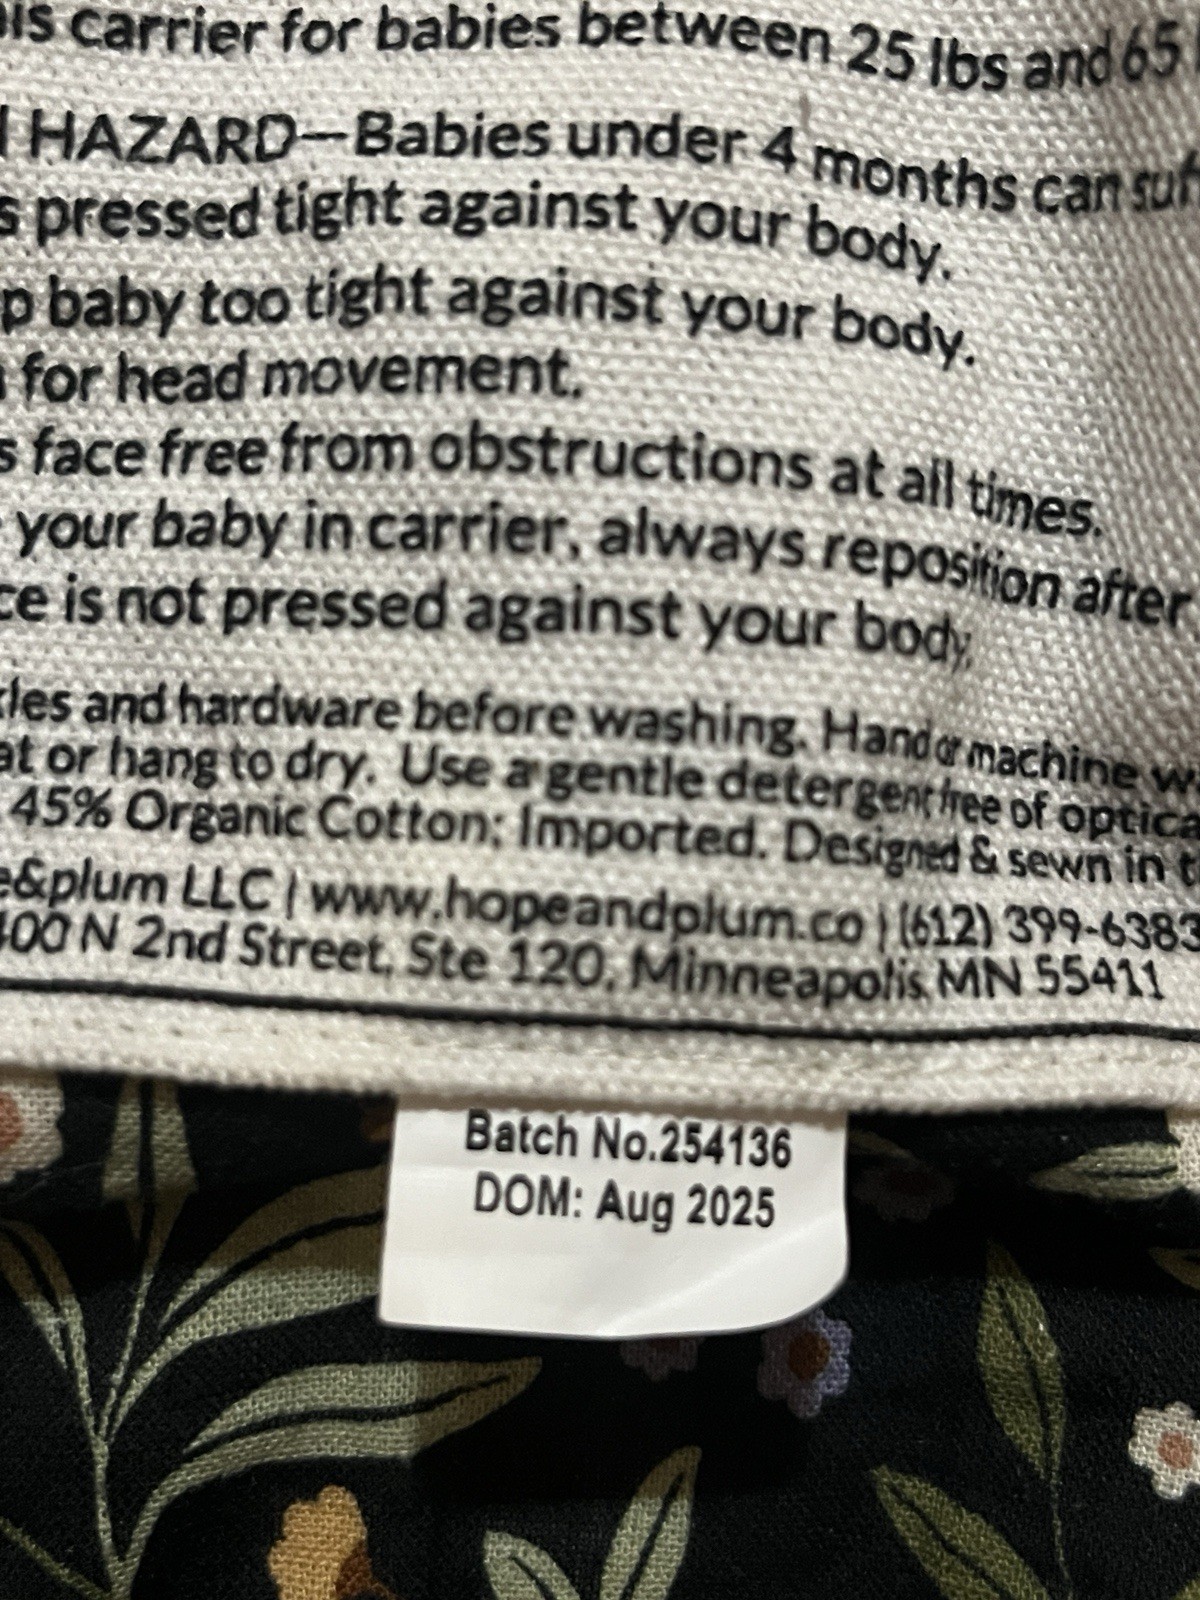 his carrier for babies between 25 lbs and 65
HAZARD—Babies under 4 months can suf
s pressed tight against your body.
p baby too tight against your body.
for head movement.
s face free from obstructions at all times.
your baby in carrier, always reposition after
ce is not pressed against your body.
kles and hardware before washing. Hand or machine w
at or hang to dry. Use a gentle detergent free of optica
45% Organic Cotton; Imported. Designed & sewn in t
e&plum LLC | www.hopeandplum.co | (612) 399-6383
400 N 2nd Street, Ste 120, Minneapolis MN 55411
Batch No.254136
DOM: Aug 2025